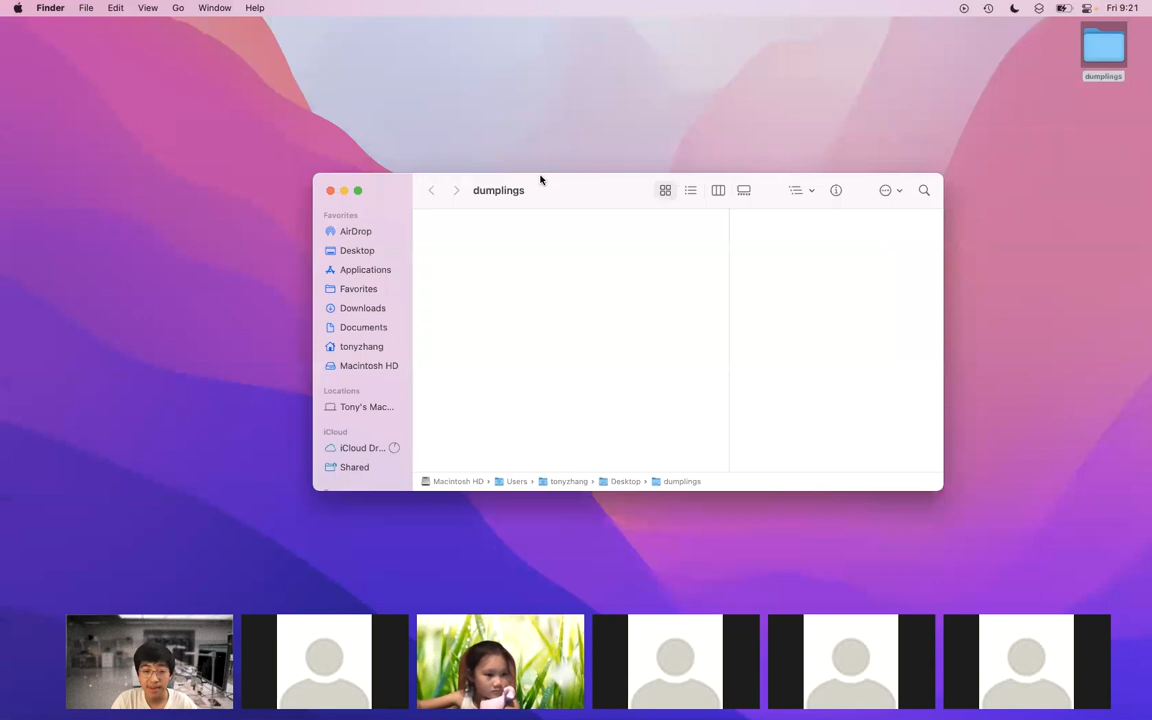 Finder File Edit View Go Window Help Fri 9:21
dumplings
dumplings
Favorites
AirDrop
Desktop
Applications
Favorites
Downloads
Documents
tonyzhang
Macintosh HD
Locations
Tony's Mac...
iCloud
iCloud Dr...
Shared
Macintosh HD › Users › tonyzhang › Desktop › dumplings